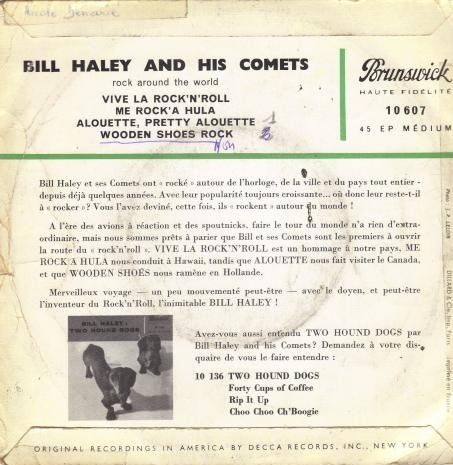 BILL HALEY AND HIS COMETS
rock around the world
VIVE LA ROCK'N'ROLL
ME ROCK'A HULA
ALOUETTE, PRETTY ALOUETTE
WOODEN SHOES ROCK
Brunswick
HAUTE FIDÉLITÉ
10 607
45 EP MÉDIUM
Bill Haley et ses Comets ont « rocké » autour de l'horloge, de la ville et du pays tout entier -
depuis déjà quelques années. Avec leur popularité toujours croissante... où donc leur reste-t-il
à « rocker » ? Vous l'avez deviné, cette fois, ils « rockent » autour du monde !
A l'ère des avions à réaction et des spoutnicks, faire le tour du monde n'a rien d'extra-
ordinaire, mais nous sommes prêts à parier que Bill et ses Comets sont les premiers à ouvrir
la route du « rock'n'roll ». VIVE LA ROCK'N'ROLL est un hommage à notre pays, ME
ROCK A HULA nous conduit à Hawaii, tandis que ALOUETTE nous fait visiter le Canada,
et que WOODEN SHOES nous ramène en Hollande.
Merveilleux voyage — un peu mouvementé peut-être — avec le doyen, et peut-être
l'inventeur du Rock'n'Roll, l'inimitable BILL HALEY !
BILL HALEY :
TWO HOUND DOGS
Avez-vous aussi entendu TWO HOUND DOGS par
Bill Haley and his Comets ? Demandez à votre dis-
quaire de vous le faire entendre :
10 136 TWO HOUND DOGS
Forty Cups of Coffee
Rip It Up
Choo Choo Ch'Boogie
ORIGINAL RECORDINGS IN AMERICA BY DECCA RECORDS, INC., NEW YORK